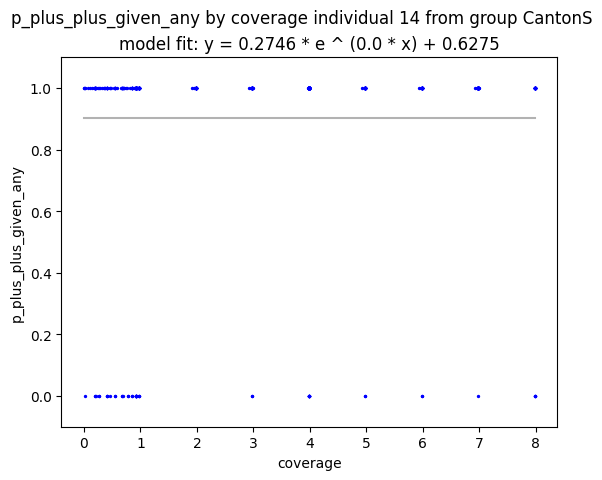 p_plus_plus_given_any by coverage individual 14 from group CantonS
model fit: y = 0.2746 * e ^ (0.0 * x) + 0.6275
1.0
0.8
0.6
0.4
0.2
0.0
p_plus_plus_given_any
0 1 2 3 4 5 6 7 8
coverage